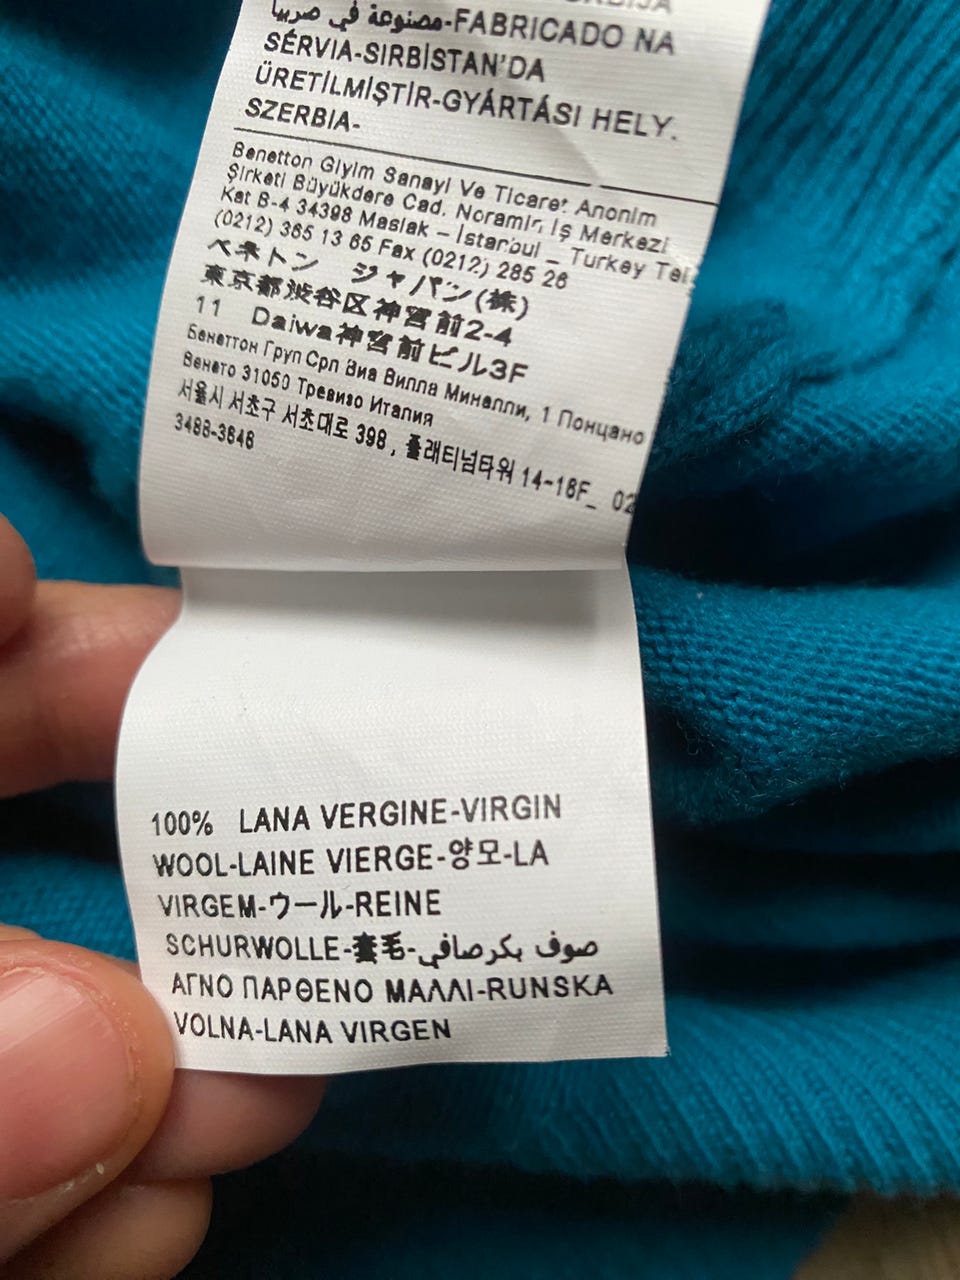 مصنوعة في صربيا-FABRICADO NA
SÉRVIA-SIRBİSTAN'DA
ÜRETİLMİŞTİR-GYÁRTÁSI HELY.
SZERBIA-
Benetton Giyim Sanayi Ve Ticaret Anonim
Şirketi Büyükdere Cad. Noramin İş Merkezi
Kat B-4 34398 Maslak – İstanbul _ Turkey Tel:
(0212) 365 13 65 Fax (0212) 285 26
ベネトン ジャパン(株)
東京都渋谷区神宮前2-4
11 Daiwa神宮前ビル3F
Бенеттон Груп Срл Виа Вилла Минелли, 1 Понцано
Венето 31050 Тревизо Италия
서울시 서초구 서초대로 398, 플래티넘타워 14-16F_ 02
3488-3646
100% LANA VERGINE-VIRGIN
WOOL-LAINE VIERGE-양모-LA
VIRGEM-ウール-REINE
SCHURWOLLE-羊毛-صوف بكرصافي
ΑΓΝΟ ΠΑΡΘΕΝΟ ΜΑΛΛΙ-RUNSKA
VOLNA-LANA VIRGEN